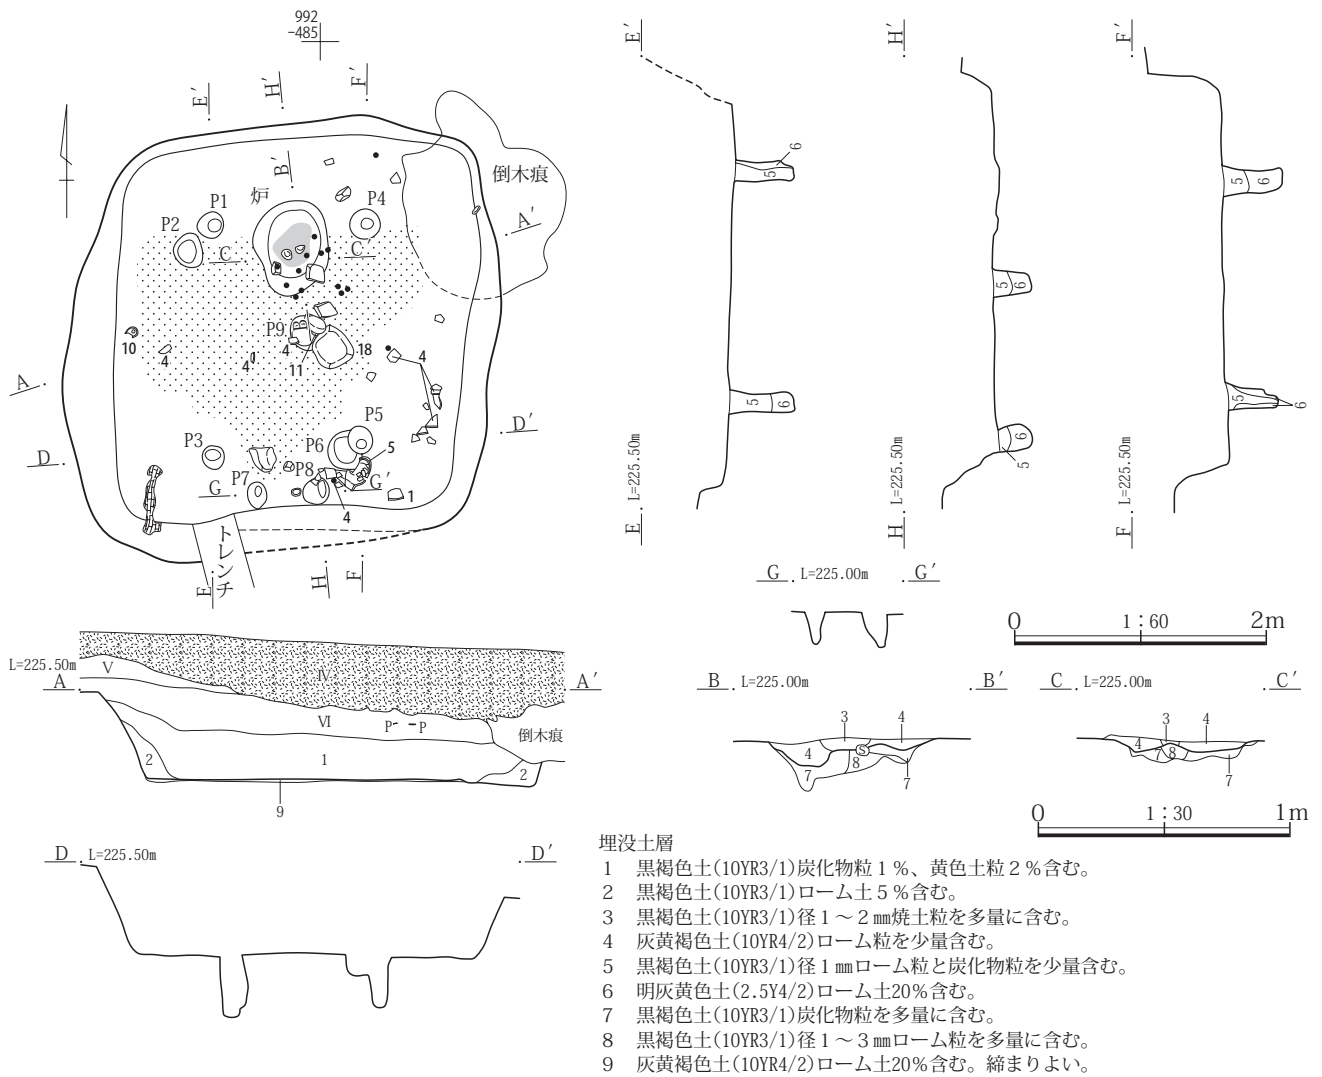 992
-485
E′
H′
F′
B′
炉
倒木痕
P1
P2
P4
A′
C
C′
P9
B
10
4
4
4
11
18
4
A
D
D′
P3
P5
P6
5
P7
P8
G
G′
1
4
トレンチ
E
H
F
E′
6
5
5
6
E L=225.50m
H′
5
6
6
5
H L=225.50m
F′
5
6
5
6
F L=225.50m
G L=225.00m G′
0 1：60 2m
L=225.50m
A
A′
Ⅴ
Ⅳ
Ⅵ
P
P
倒木痕
2
1
2
9
B L=225.00m B′
3
4
4
S
7
8
7
C L=225.00m C′
3
4
4
7
8
7
0 1：30 1m
D L=225.50m D′
埋没土層
1 黒褐色土(10YR3/1)炭化物粒１％、黄色土粒２％含む。
2 黒褐色土(10YR3/1)ローム土５％含む。
3 黒褐色土(10YR3/1)径１～２㎜焼土粒を多量に含む。
4 灰黄褐色土(10YR4/2)ローム粒を少量含む。
5 黒褐色土(10YR3/1)径１㎜ローム粒と炭化物粒を少量含む。
6 明灰黄色土(2.5Y4/2)ローム土20％含む。
7 黒褐色土(10YR3/1)炭化物粒を多量に含む。
8 黒褐色土(10YR3/1)径１～３㎜ローム粒を多量に含む。
9 灰黄褐色土(10YR4/2)ローム土20％含む。締まりよい。